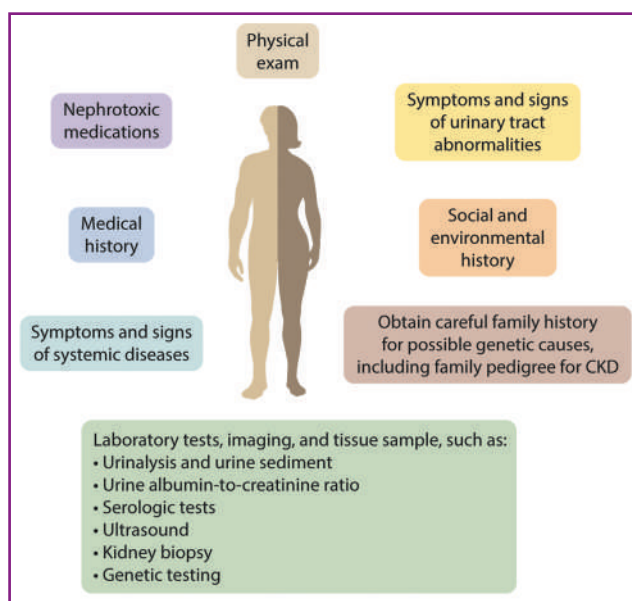 Physical
exam
Nephrotoxic
medications
Symptoms and signs
of urinary tract
abnormalities
Medical
history
Social and
environmental
history
Symptoms and signs
of systemic diseases
Obtain careful family history
for possible genetic causes,
including family pedigree for CKD
Laboratory tests, imaging, and tissue sample, such as:
• Urinalysis and urine sediment
• Urine albumin-to-creatinine ratio
• Serologic tests
• Ultrasound
• Kidney biopsy
• Genetic testing